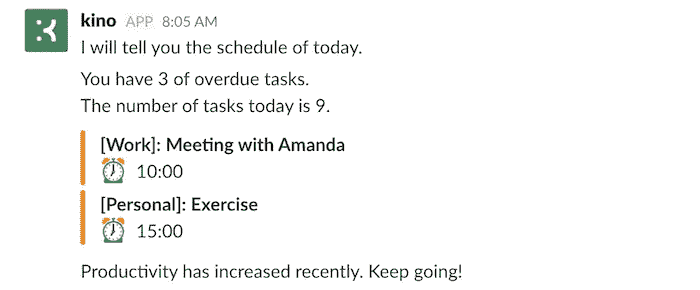 kino APP 8:05 AM
I will tell you the schedule of today.
You have 3 of overdue tasks.
The number of tasks today is 9.
[Work]: Meeting with Amanda
10:00
[Personal]: Exercise
15:00
Productivity has increased recently. Keep going!